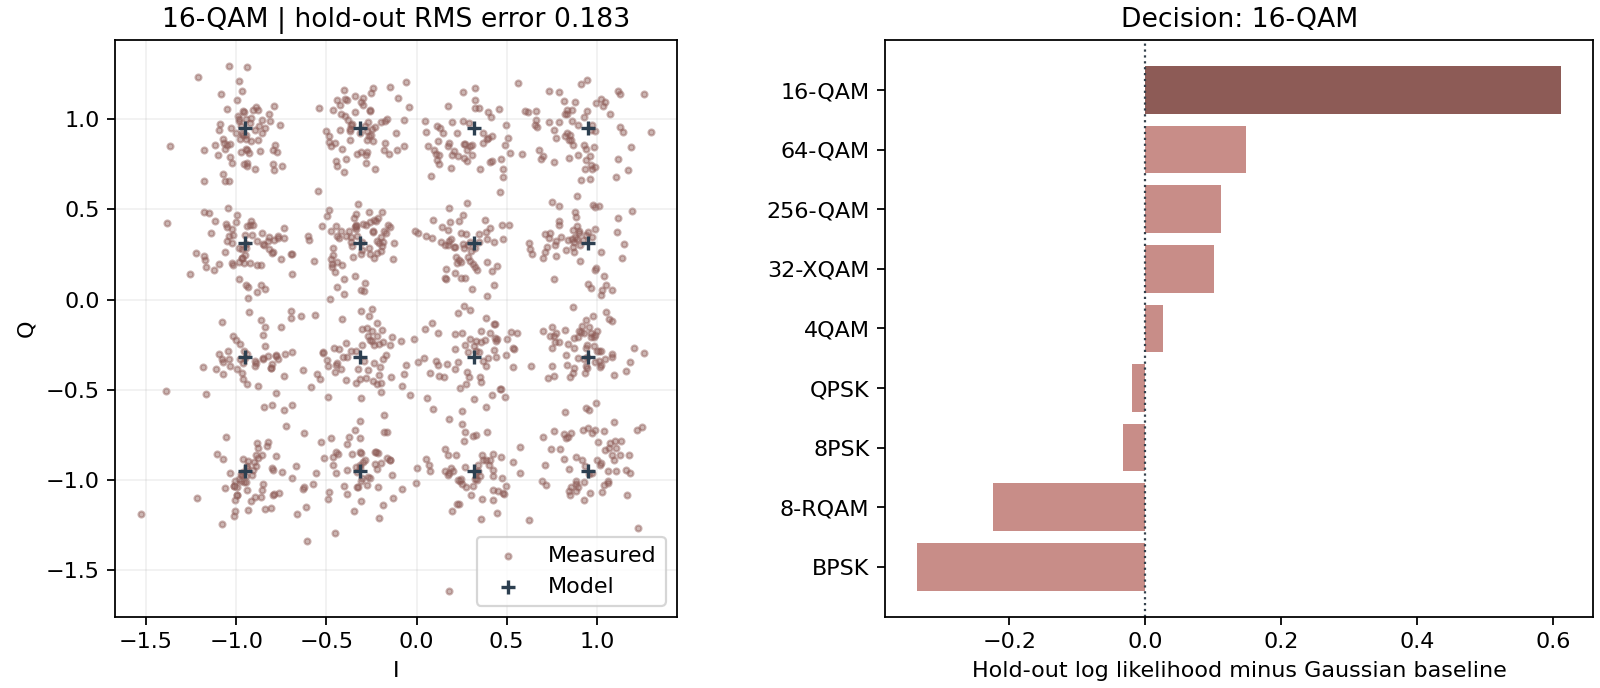 16-QAM | hold-out RMS error 0.183
Q
1.0
0.5
0.0
−0.5
−1.0
−1.5
Measured
Model
−1.5 −1.0 −0.5 0.0 0.5 1.0
I
Decision: 16-QAM
16-QAM
64-QAM
256-QAM
32-XQAM
4QAM
QPSK
8PSK
8-RQAM
BPSK
−0.2 0.0 0.2 0.4 0.6
Hold-out log likelihood minus Gaussian baseline